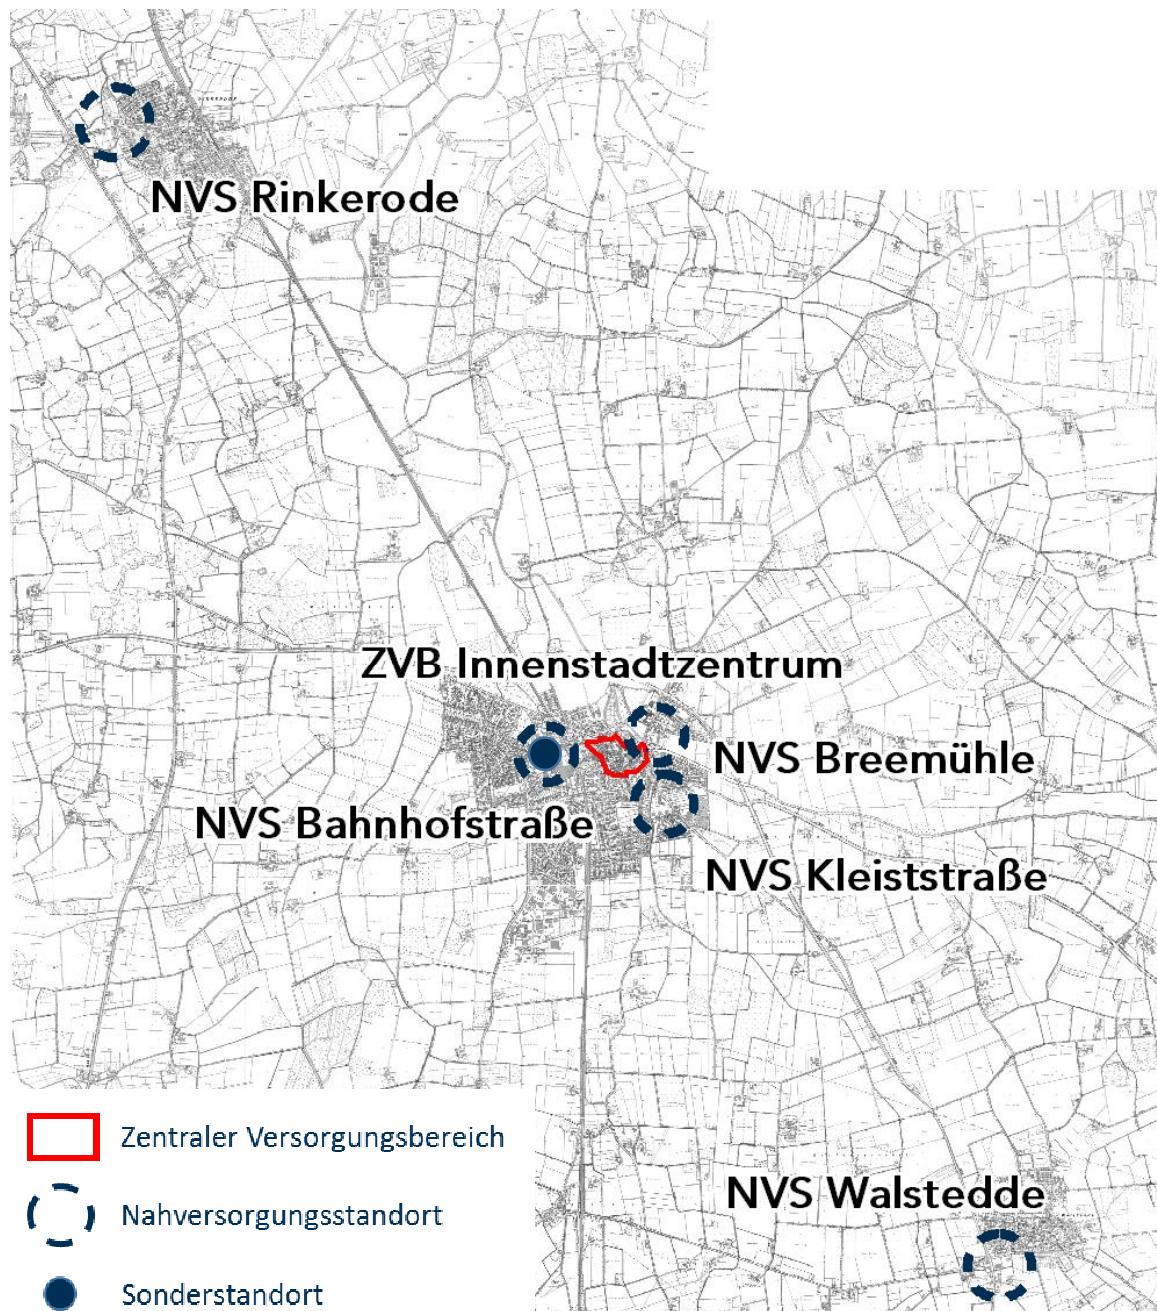 NVS Rinkerode
ZVB Innenstadtzentrum
NVS Breemühle
NVS Bahnhofstraße
NVS Kleiststraße
NVS Walstedde
Zentraler Versorgungsbereich
Nahversorgungsstandort
Sonderstandort